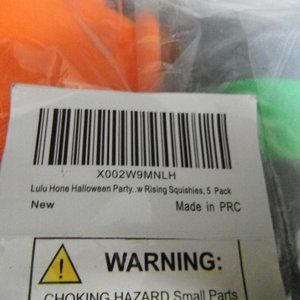 X002W9MNLH
Lulu Hone Halloween Party..w Rising Squishies, 5 Pack
New Made in PRC
WARNING:
CHOKING HAZARD Small Parts